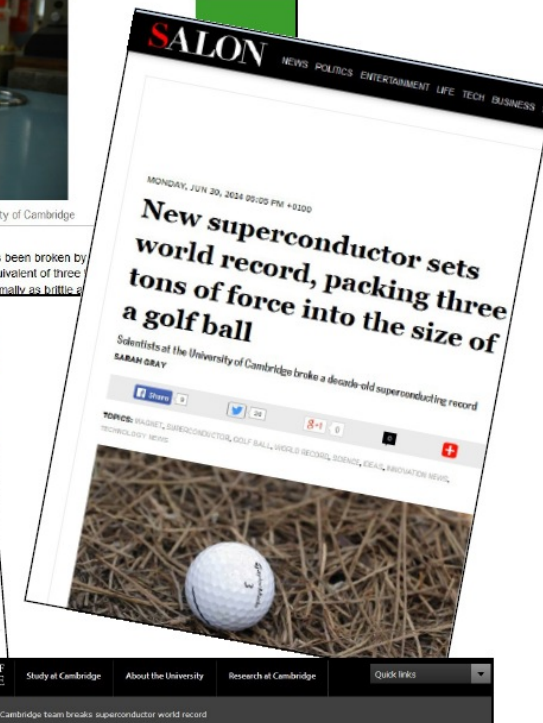 ty of Cambridge
s been broken by
uivalent of three
mally as brittle a
SALON
NEWS POLITICS ENTERTAINMENT LIFE TECH BUSINESS
MONDAY, JUN 30, 2014 05:05 PM +0100
New superconductor sets
world record, packing three
tons of force into the size of
a golf ball
Scientists at the University of Cambridge broke a decade-old superconducting record
SARAH GRAY
Share 9
26
g+1 0
0
TOPICS: MAGNET, SUPERCONDUCTOR, GOLF BALL, WORLD RECORD, SCIENCE, IDEAS, INNOVATION NEWS,
TECHNOLOGY NEWS
3
Study at Cambridge About the University Research at Cambridge Quick links
Cambridge team breaks superconductor world record